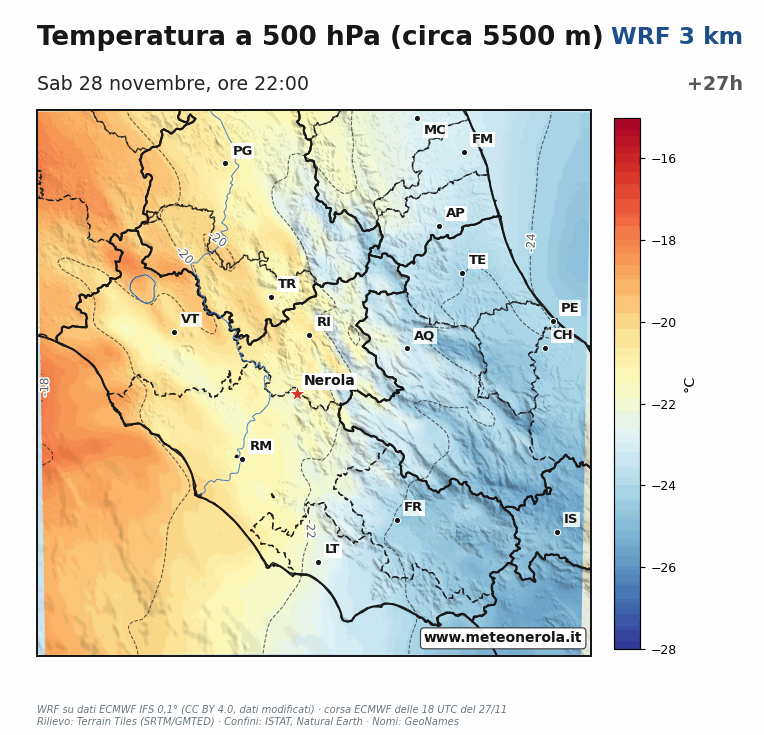 Temperatura a 500 hPa (circa 5500 m) WRF 3 km
Sab 28 novembre, ore 22:00 +27h
MC
FM
PG
AP
-20
-24
-20
TE
TR
PE
VT
RI
CH
AQ
-18
Nerola
RM
FR
IS
-22
LT
www.meteonerola.it
−16
−18
−20
−22
−24
−26
−28
°C
WRF su dati ECMWF IFS 0,1° (CC BY 4.0, dati modificati) · corsa ECMWF delle 18 UTC del 27/11
Rilievo: Terrain Tiles (SRTM/GMTED) · Confini: ISTAT, Natural Earth · Nomi: GeoNames